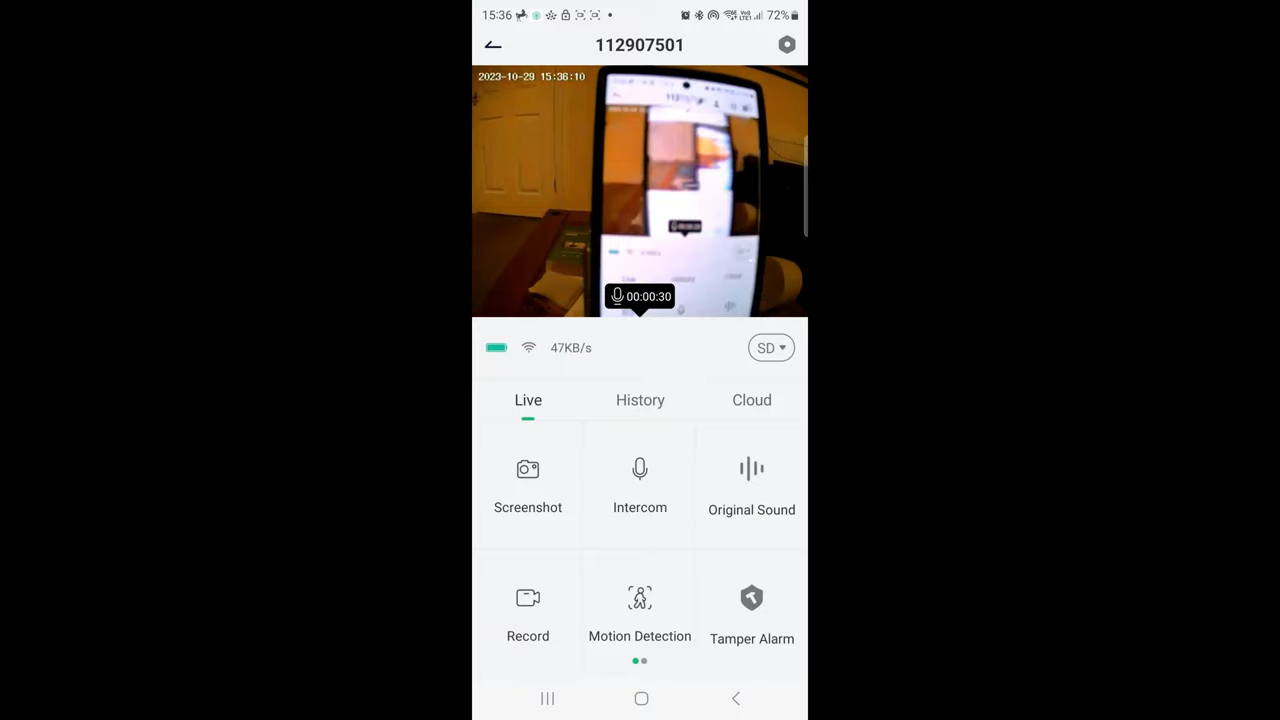 15:36 72%
112907501
2023-10-29 15:36:10
00:00:30
47KB/s SD
Live History Cloud
Screenshot Intercom Original Sound
Record Motion Detection Tamper Alarm